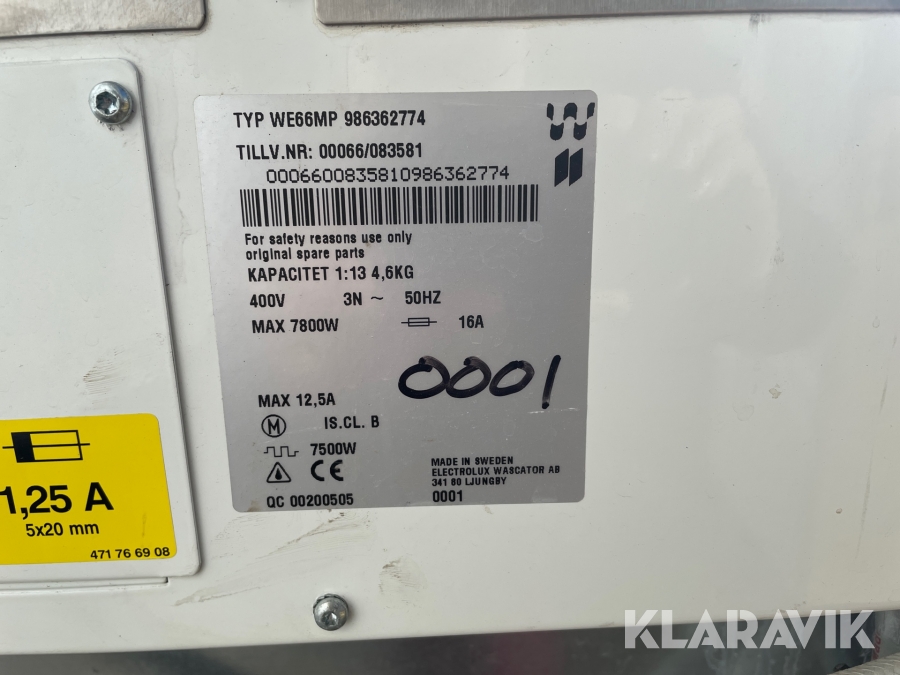 TYP WE66MP 986362774
TILLV.NR: 00066/083581
0006600835810986362774
For safety reasons use only
original spare parts
KAPACITET 1:13 4,6KG
400V 3N ~ 50HZ
MAX 7800W 16A
0001
MAX 12,5A
M IS.CL. B
7500W
CE
MADE IN SWEDEN
ELECTROLUX WASCATOR AB
341 60 LJUNGBY
QC 00200505 0001
1,25 A
5x20 mm
471 76 69 08
KLARAVIK